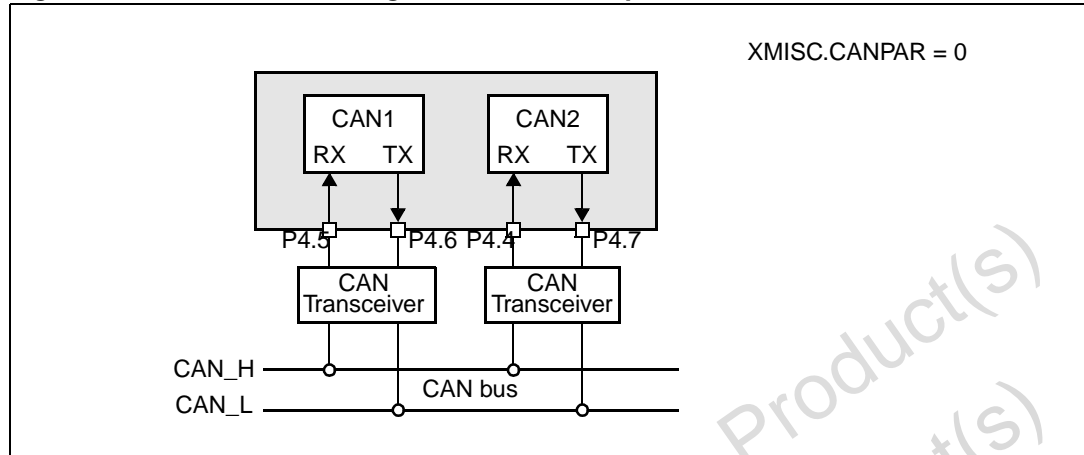 XMISC.CANPAR = 0
CAN1 CAN2
RX TX RX TX
P4.5 P4.6 P4.4 P4.7
CAN CAN
Transceiver Transceiver
CAN_H
CAN bus
CAN_L
Product(s)
t(s)